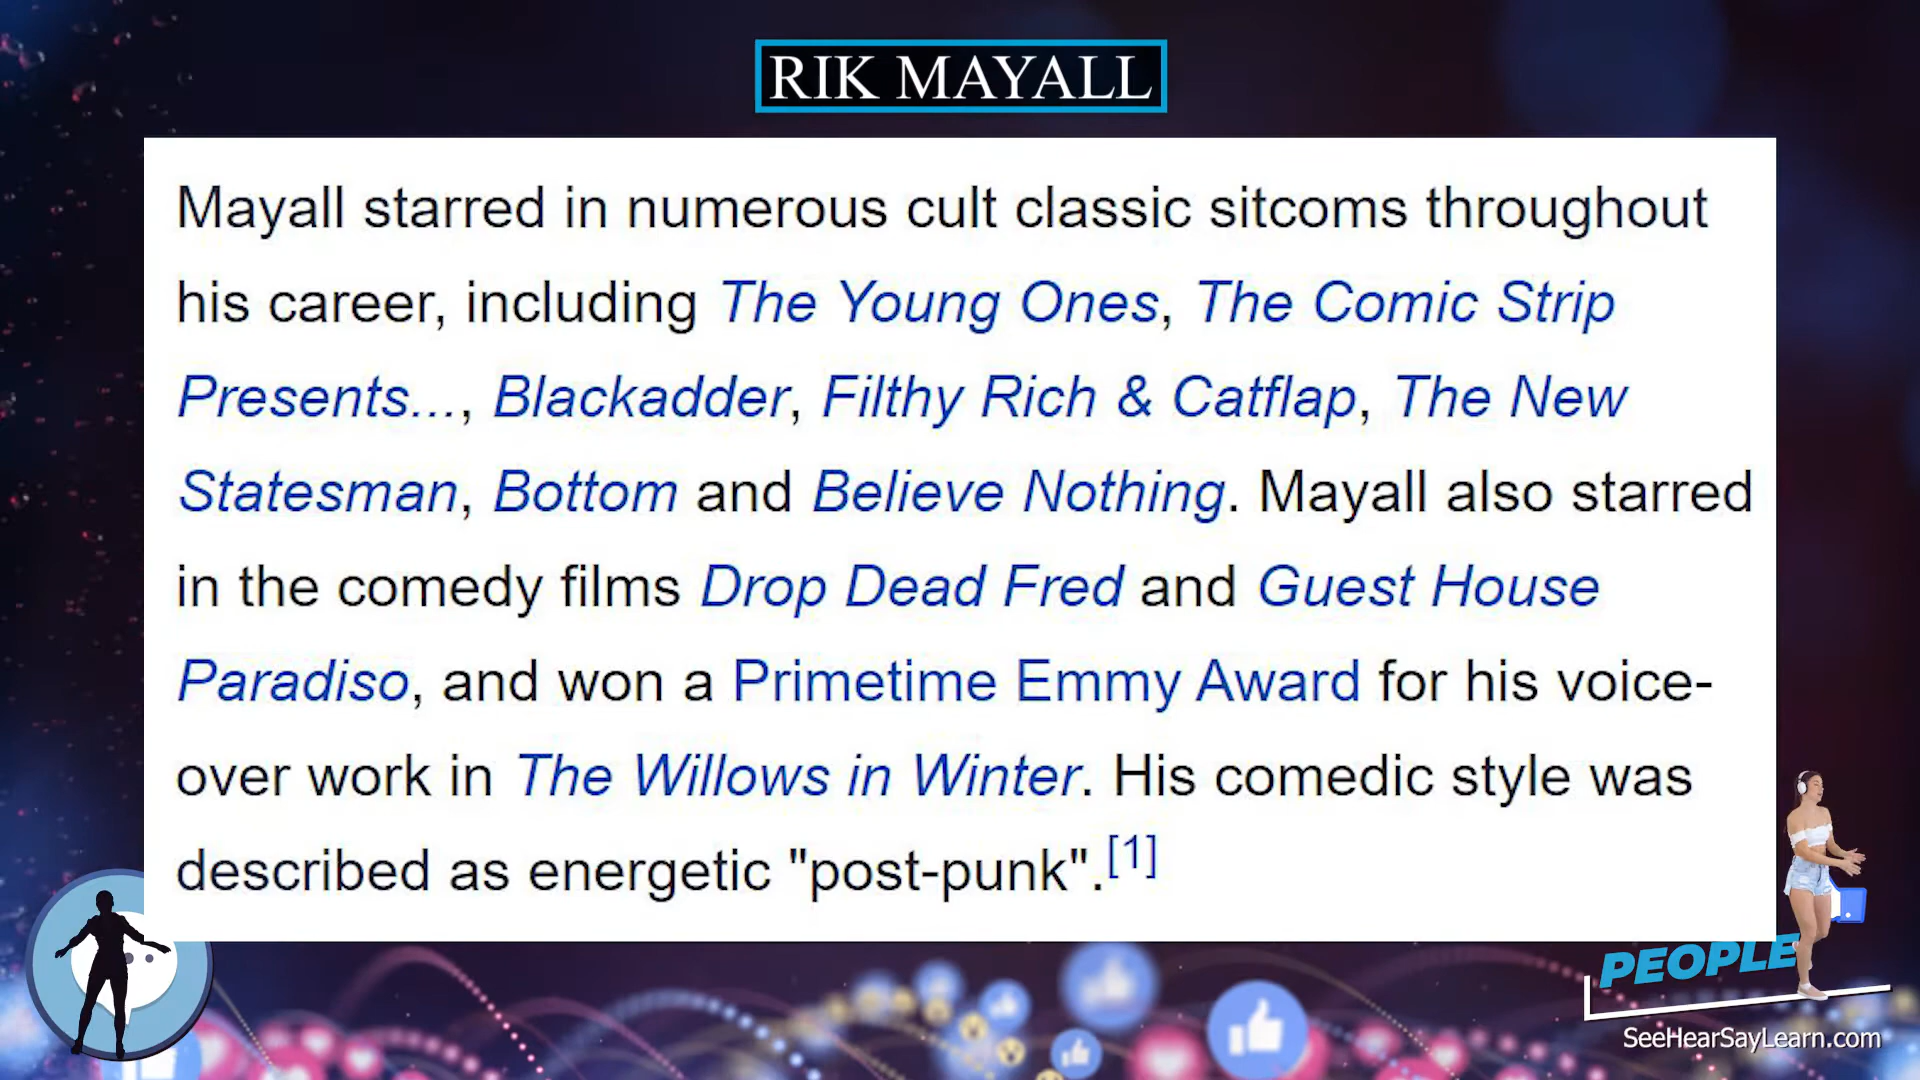 RIK MAYALL
Mayall starred in numerous cult classic sitcoms throughout
his career, including The Young Ones, The Comic Strip
Presents..., Blackadder, Filthy Rich & Catflap, The New
Statesman, Bottom and Believe Nothing. Mayall also starred
in the comedy films Drop Dead Fred and Guest House
Paradiso, and won a Primetime Emmy Award for his voice-
over work in The Willows in Winter. His comedic style was
described as energetic "post-punk".[1]
PEOPLE
SeeHearSayLearn.com